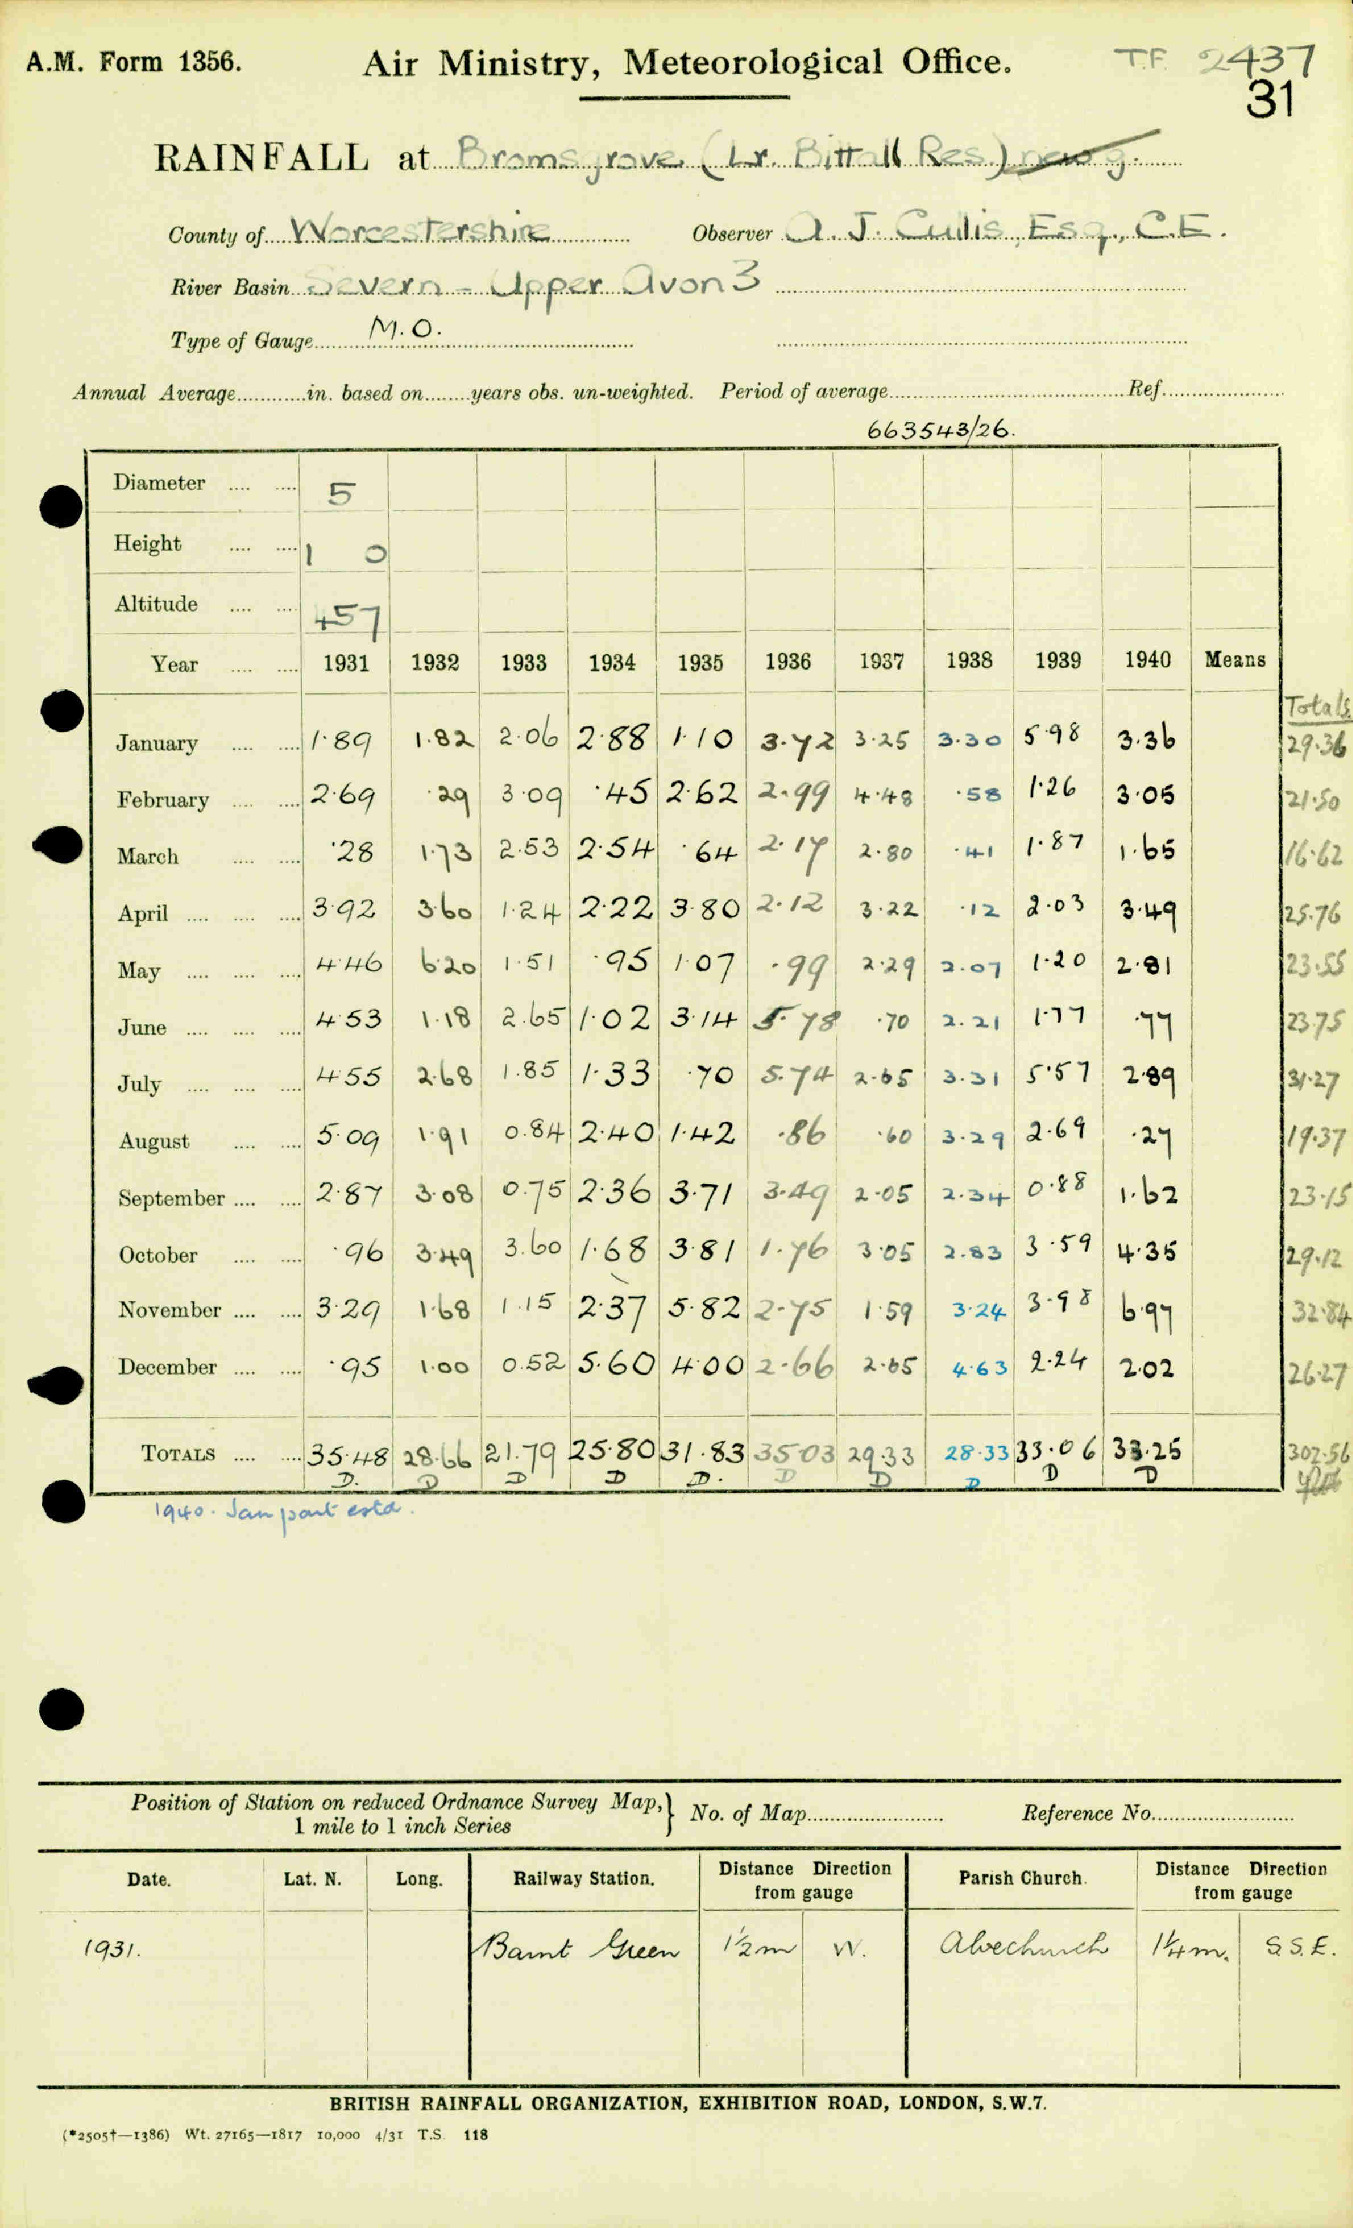 A.M. Form 1356.
Air Ministry, Meteorological Office.
T.F. 2437
31
RAINFALL at Bromsgrove (Lr. Bittall Res.) new g.
County of Worcestershire Observer A. J. Cullis, Esq., C.E.
River Basin Severn - Upper Avon 3
Type of Gauge M.O.
Annual Average in. based on years obs. un-weighted. Period of average Ref.
663543/26.
Diameter 5
Height 1 0
Altitude 457
Year 1931 1932 1933 1934 1935 1936 1937 1938 1939 1940 Means Totals
January 1.89 1.82 2.06 2.88 1.10 3.72 3.25 3.30 5.98 3.36 29.36
February 2.69 .29 3.09 .45 2.62 2.99 4.48 .58 1.26 3.05 21.50
March .28 1.73 2.53 2.54 .64 2.17 2.80 .41 1.87 1.65 16.62
April 3.92 3.60 1.24 2.22 3.80 2.12 3.22 .12 2.03 3.49 25.76
May 4.46 6.20 1.51 .95 1.07 .99 2.29 2.07 1.20 2.81 23.55
June 4.53 1.18 2.65 1.02 3.14 5.78 .70 2.21 1.77 .77 23.75
July 4.55 2.68 1.85 1.33 .70 5.74 2.65 3.31 5.57 2.89 31.27
August 5.09 1.91 0.84 2.40 1.42 .86 .60 3.29 2.69 .27 19.37
September 2.87 3.08 0.75 2.36 3.71 3.49 2.05 2.34 0.88 1.62 23.15
October .96 3.49 3.60 1.68 3.81 1.76 3.05 2.83 3.59 4.35 29.12
November 3.29 1.68 1.15 2.37 5.82 2.75 1.59 3.24 3.98 6.97 32.84
December .95 1.00 0.52 5.60 4.00 2.66 2.65 4.63 2.24 2.02 26.27
TOTALS 35.48 28.66 21.79 25.80 31.83 35.03 29.33 28.33 33.06 33.25 302.56
D. D D D D. D D D D D
1940. Jan part estd.
Position of Station on reduced Ordnance Survey Map, } No. of Map Reference No.
1 mile to 1 inch Series
Date. Lat. N. Long. Railway Station. Distance Direction from gauge Parish Church. Distance Direction from gauge
1931. Barnt Green 1½m W. Alvechurch 1¼m. S.S.E.
BRITISH RAINFALL ORGANIZATION, EXHIBITION ROAD, LONDON, S.W.7.
(*2505†—1386) Wt. 27165—1817 10,000 4/31 T.S. 118